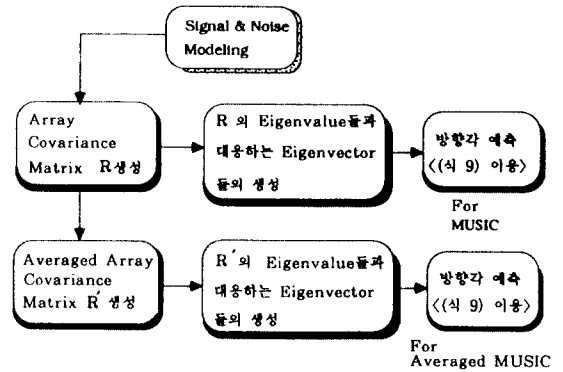 Signal & Noise
Modeling
Array
Covariance
Matrix R생성
R 의 Eigenvalue들과
대응하는 Eigenvector
들의 생성
방향각 예측
<(식 9) 이용>
For
MUSIC
Averaged Array
Covariance
Matrix R′ 생성
R′의 Eigenvalue들과
대응하는 Eigenvector
들의 생성
방향각 예측
<(식 9) 이용>
For
Averaged MUSIC